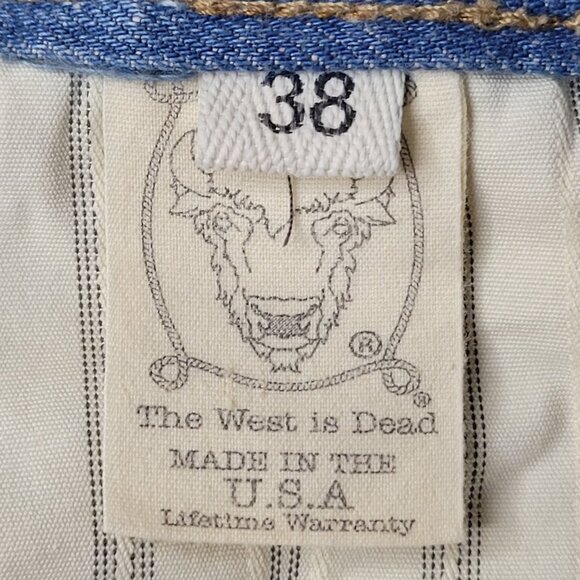 38
®
®
The West is Dead
MADE IN THE
U.S.A
Lifetime Warranty